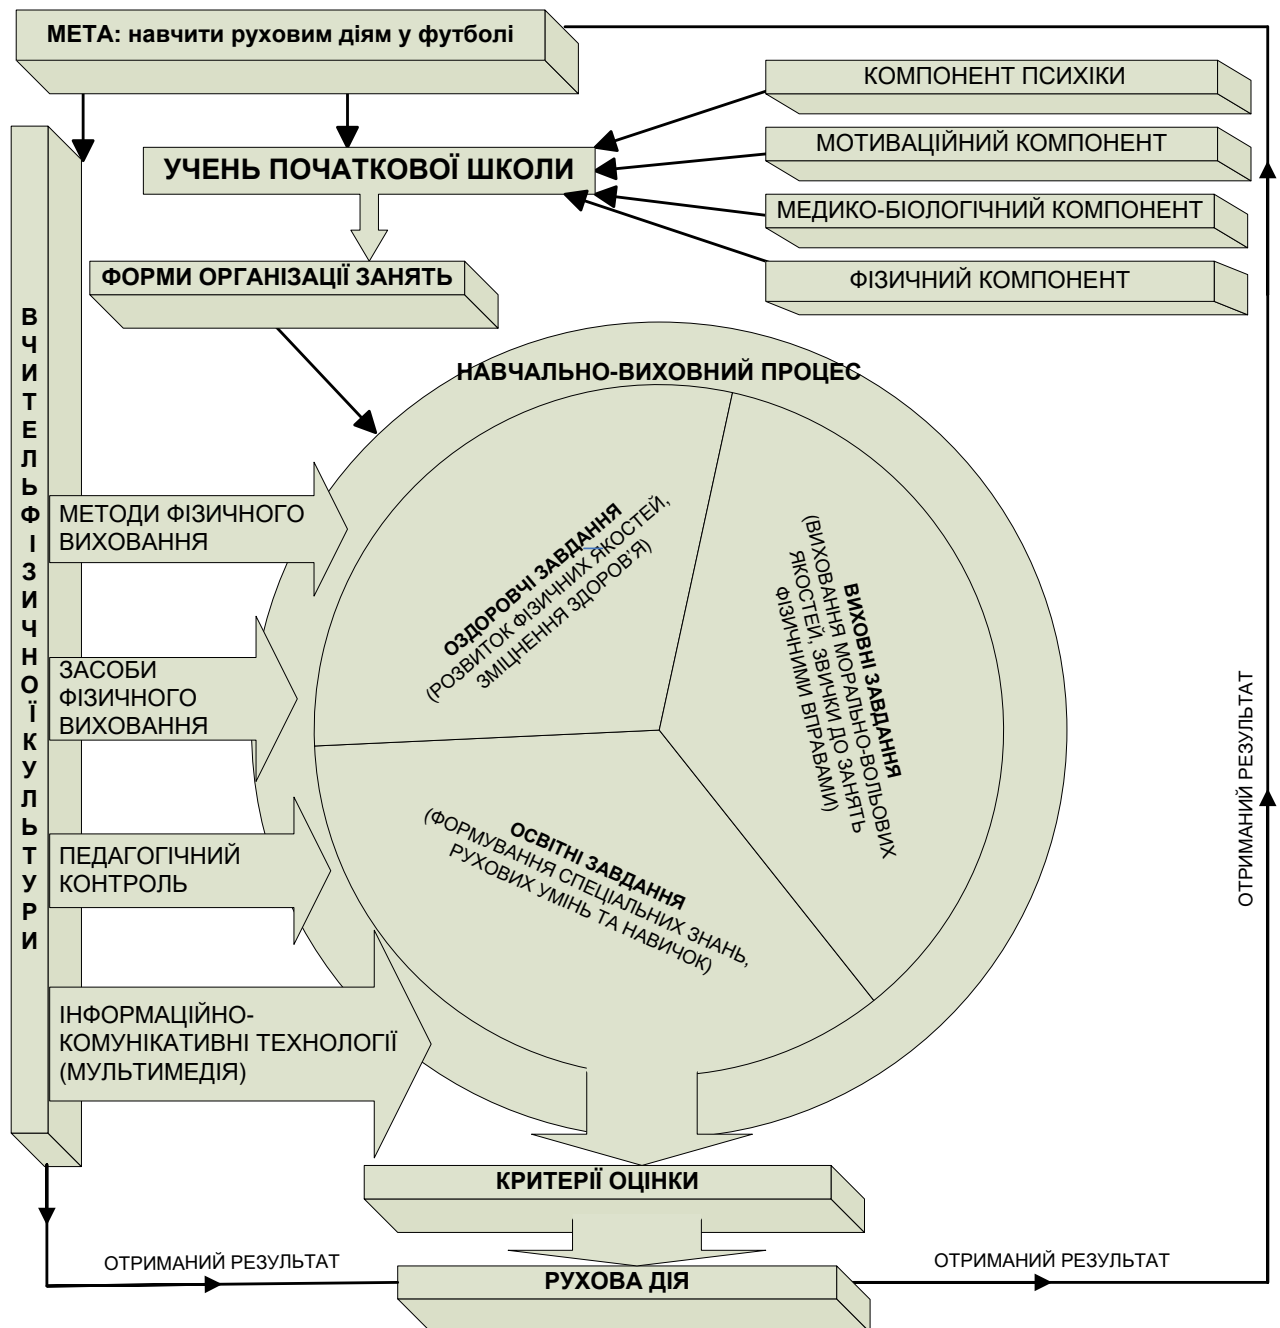 МЕТА: навчити руховим діям у футболі
КОМПОНЕНТ ПСИХІКИ
МОТИВАЦІЙНИЙ КОМПОНЕНТ
УЧЕНЬ ПОЧАТКОВОЇ ШКОЛИ
МЕДИКО-БІОЛОГІЧНИЙ КОМПОНЕНТ
ФІЗИЧНИЙ КОМПОНЕНТ
ФОРМИ ОРГАНІЗАЦІЇ ЗАНЯТЬ
ВЧИТЕЛЬ ФІЗИЧНОЇ КУЛЬТУРИ
НАВЧАЛЬНО-ВИХОВНИЙ ПРОЦЕС
МЕТОДИ ФІЗИЧНОГО
ВИХОВАННЯ
ЗАСОБИ
ФІЗИЧНОГО
ВИХОВАННЯ
ПЕДАГОГІЧНИЙ
КОНТРОЛЬ
ІНФОРМАЦІЙНО-
КОМУНІКАТИВНІ ТЕХНОЛОГІЇ
(МУЛЬТИМЕДІЯ)
ОЗДОРОВЧІ ЗАВДАННЯ
(РОЗВИТОК ФІЗИЧНИХ ЯКОСТЕЙ,
ЗМІЦНЕННЯ ЗДОРОВ'Я)
ВИХОВНІ ЗАВДАННЯ
(ВИХОВАННЯ МОРАЛЬНО-ВОЛЬОВИХ
ЯКОСТЕЙ, ЗВИЧКИ ДО ЗАНЯТЬ
ФІЗИЧНИМИ ВПРАВАМИ)
ОСВІТНІ ЗАВДАННЯ
(ФОРМУВАННЯ СПЕЦІАЛЬНИХ ЗНАНЬ,
РУХОВИХ УМІНЬ ТА НАВИЧОК)
ОТРИМАНИЙ РЕЗУЛЬТАТ
КРИТЕРІЇ ОЦІНКИ
ОТРИМАНИЙ РЕЗУЛЬТАТ
РУХОВА ДІЯ
ОТРИМАНИЙ РЕЗУЛЬТАТ